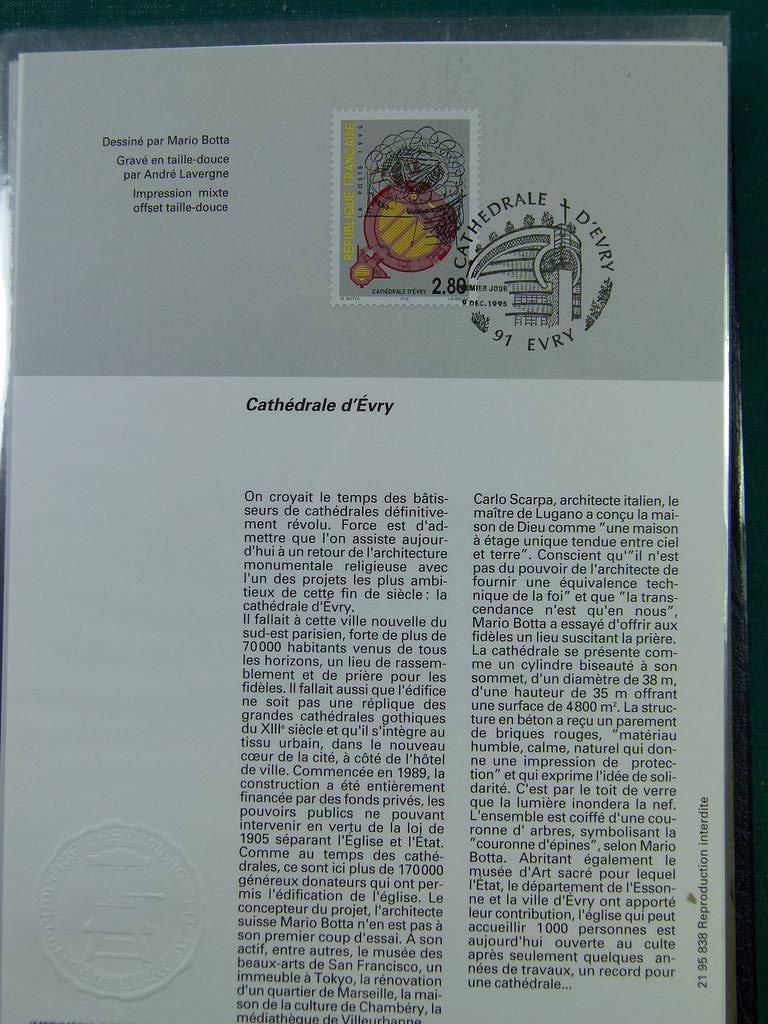 Dessiné par Mario Botta
Gravé en taille-douce
par André Lavergne
Impression mixte
offset taille-douce
REPUBLIQUE FRANÇAISE
LA POSTE 1995
CATHÉDRALE D'ÉVRY
2.80
M. BOTTA
CATHEDRALE D'EVRY
EMIER JOUR
9 DEC. 1995
91 EVRY
Cathédrale d'Évry
On croyait le temps des bâtis-
seurs de cathédrales définitive-
ment révolu. Force est d'ad-
mettre que l'on assiste aujour-
d'hui à un retour de l'architecture
monumentale religieuse avec
l'un des projets les plus ambi-
tieux de cette fin de siècle : la
cathédrale d'Évry.
Il fallait à cette ville nouvelle du
sud-est parisien, forte de plus de
70 000 habitants venus de tous
les horizons, un lieu de rassem-
blement et de prière pour les
fidèles. Il fallait aussi que l'édifice
ne soit pas une réplique des
grandes cathédrales gothiques
du XIIIe siècle et qu'il s'intègre au
tissu urbain, dans le nouveau
cœur de la cité, à côté de l'hôtel
de ville. Commencée en 1989, la
construction a été entièrement
financée par des fonds privés, les
pouvoirs publics ne pouvant
intervenir en vertu de la loi de
1905 séparant l'Église et l'État.
Comme au temps des cathé-
drales, ce sont ici plus de 170 000
généreux donateurs qui ont per-
mis l'édification de l'église. Le
concepteur du projet, l'architecte
suisse Mario Botta n'en est pas à
son premier coup d'essai. À son
actif, entre autres, le musée des
beaux-arts de San Francisco, un
immeuble à Tokyo, la rénovation
d'un quartier de Marseille, la mai-
son de la culture de Chambéry, la
médiathèque de Villeurbanne
Carlo Scarpa, architecte italien, le
maître de Lugano a conçu la mai-
son de Dieu comme "une maison
à étage unique tendue entre ciel
et terre". Conscient qu'"il n'est
pas du pouvoir de l'architecte de
fournir une équivalence tech-
nique de la foi" et que "la trans-
cendance n'est qu'en nous",
Mario Botta a essayé d'offrir aux
fidèles un lieu suscitant la prière.
La cathédrale se présente com-
me un cylindre biseauté à son
sommet, d'un diamètre de 38 m,
d'une hauteur de 35 m offrant
une surface de 4 800 m². La struc-
ture en béton a reçu un parement
de briques rouges, "matériau
humble, calme, naturel qui don-
ne une impression de protec-
tion" et qui exprime l'idée de soli-
darité. C'est par le toit de verre
que la lumière inondera la nef.
L'ensemble est coiffé d'une cou-
ronne d' arbres, symbolisant la
"couronne d'épines", selon Mario
Botta. Abritant également le
musée d'Art sacré pour lequel
l'État, le département de l'Esson-
ne et la ville d'Évry ont apporté
leur contribution, l'église qui peut
accueillir 1 000 personnes est
aujourd'hui ouverte au culte
après seulement quelques an-
nées de travaux, un record pour
une cathédrale...
21 95 838 Reproduction interdite